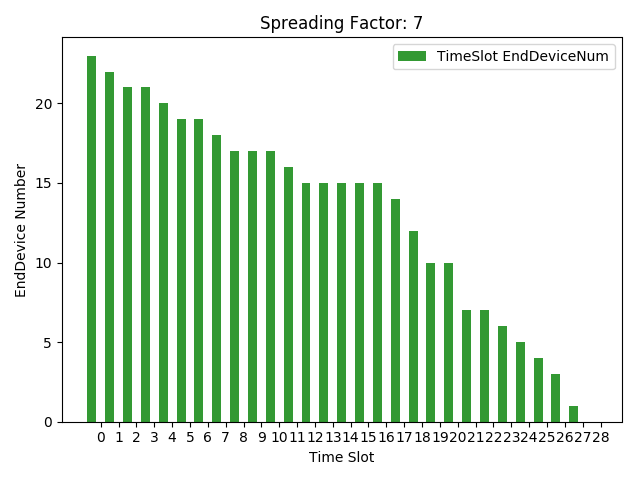 Spreading Factor: 7
TimeSlot EndDeviceNum
EndDevice Number
20
15
10
5
0
0 1 2 3 4 5 6 7 8 9 10 11 12 13 14 15 16 17 18 19 20 21 22 23 24 25 26 27 28
Time Slot